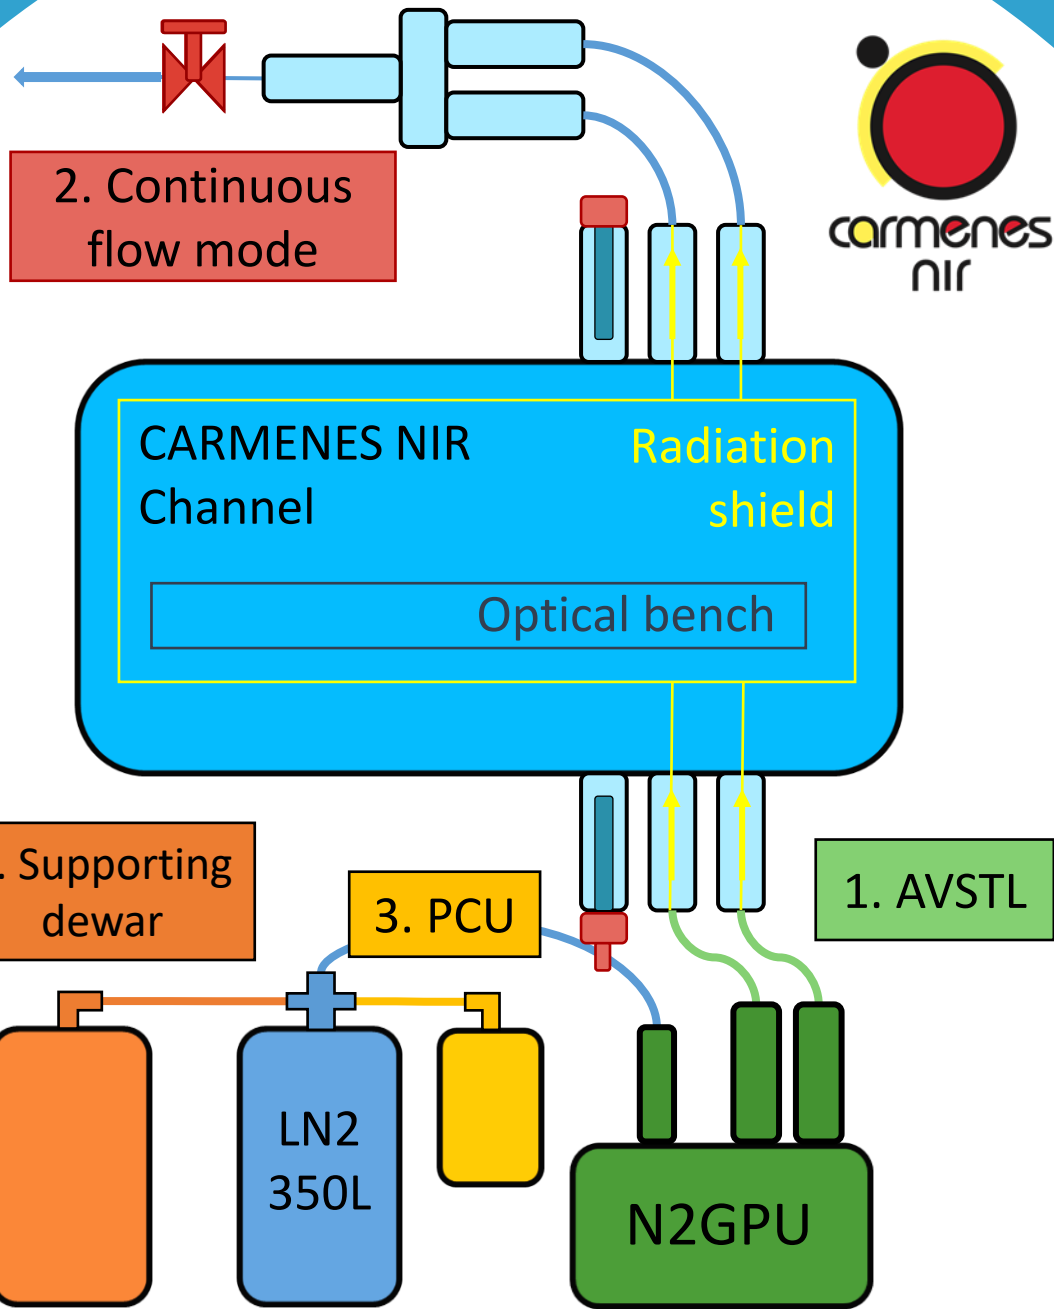 2. Continuous
flow mode
carmenes
nir
CARMENES NIR
Channel
Radiation
shield
Optical bench
. Supporting
dewar
3. PCU
1. AVSTL
LN2
350L
N2GPU